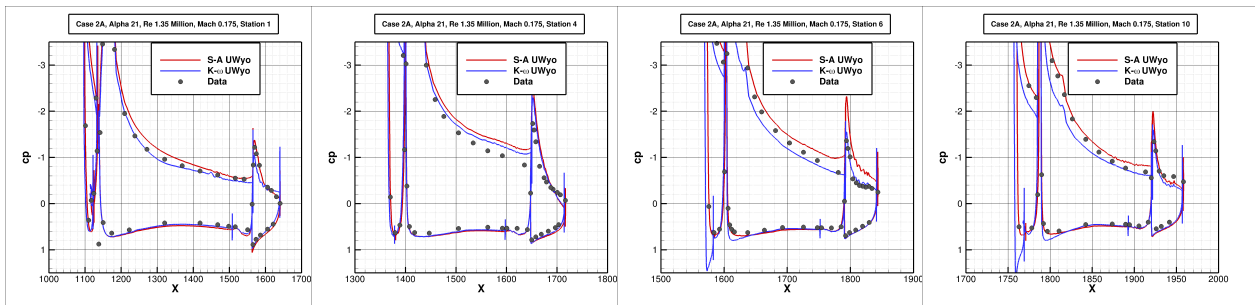 Case 2A, Alpha 21, Re 1.35 Million, Mach 0.175, Station 1
S-A UWyo
K-ω UWyo
Data
cp
-3
-2
-1
0
1
1000 1100 1200 1300 1400 1500 1600 1700
X
Case 2A, Alpha 21, Re 1.35 Million, Mach 0.175, Station 4
S-A UWyo
K-ω UWyo
Data
cp
-3
-2
-1
0
1
1300 1400 1500 1600 1700 1800
X
Case 2A, Alpha 21, Re 1.35 Million, Mach 0.175, Station 6
S-A UWyo
K-ω UWyo
Data
cp
-3
-2
-1
0
1
1500 1600 1700 1800 1900
X
Case 2A, Alpha 21, Re 1.35 Million, Mach 0.175, Station 10
S-A UWyo
K-ω UWyo
Data
cp
-3
-2
-1
0
1
1700 1750 1800 1850 1900 1950 2000
X